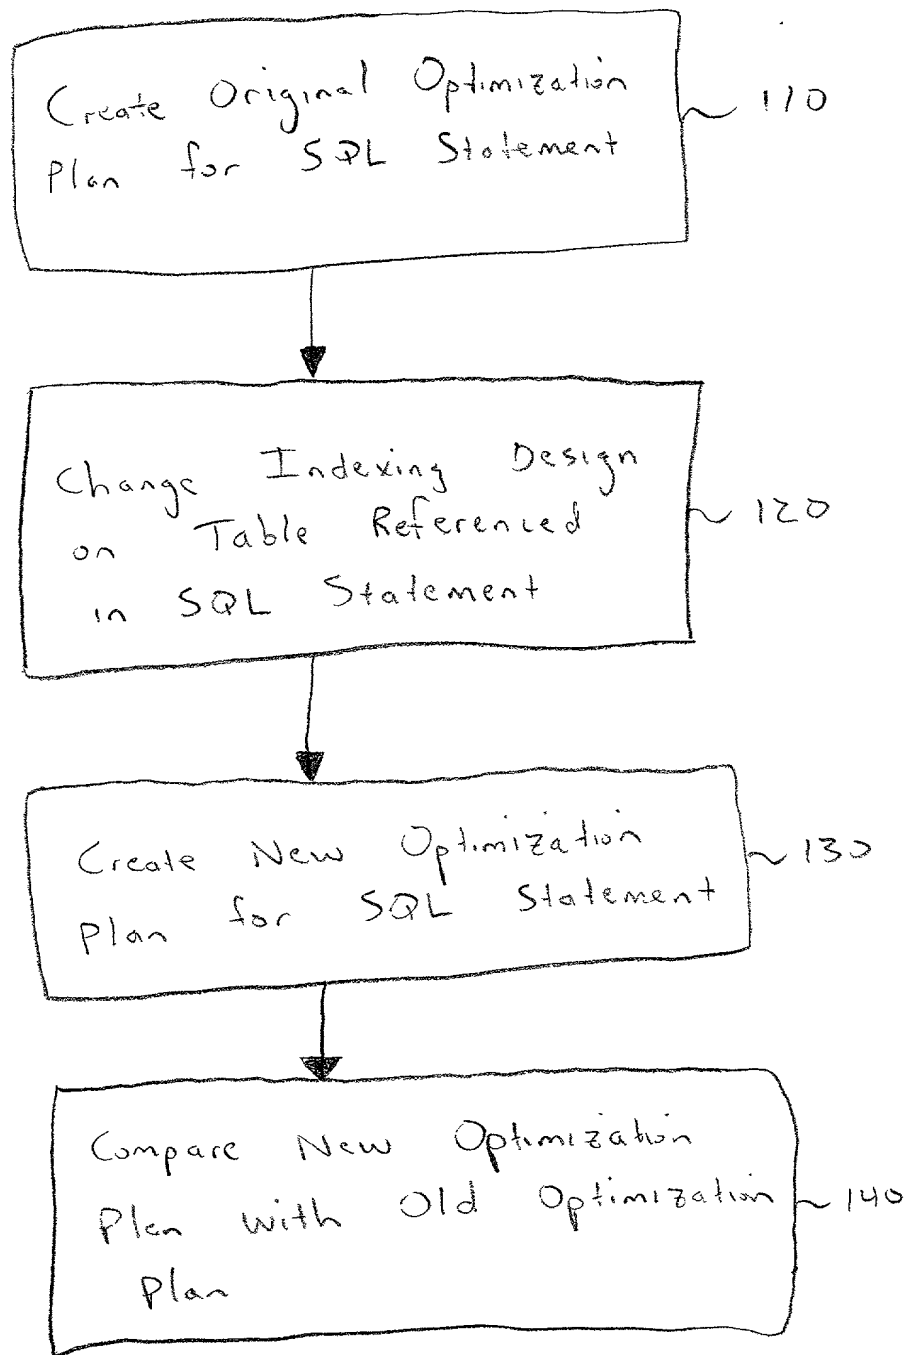 Create Original Optimization
Plan for SQL Statement
110
Change Indexing Design
on Table Referenced
in SQL Statement
120
Create New Optimization
Plan for SQL Statement
130
Compare New Optimization
Plan with Old Optimization
Plan
140